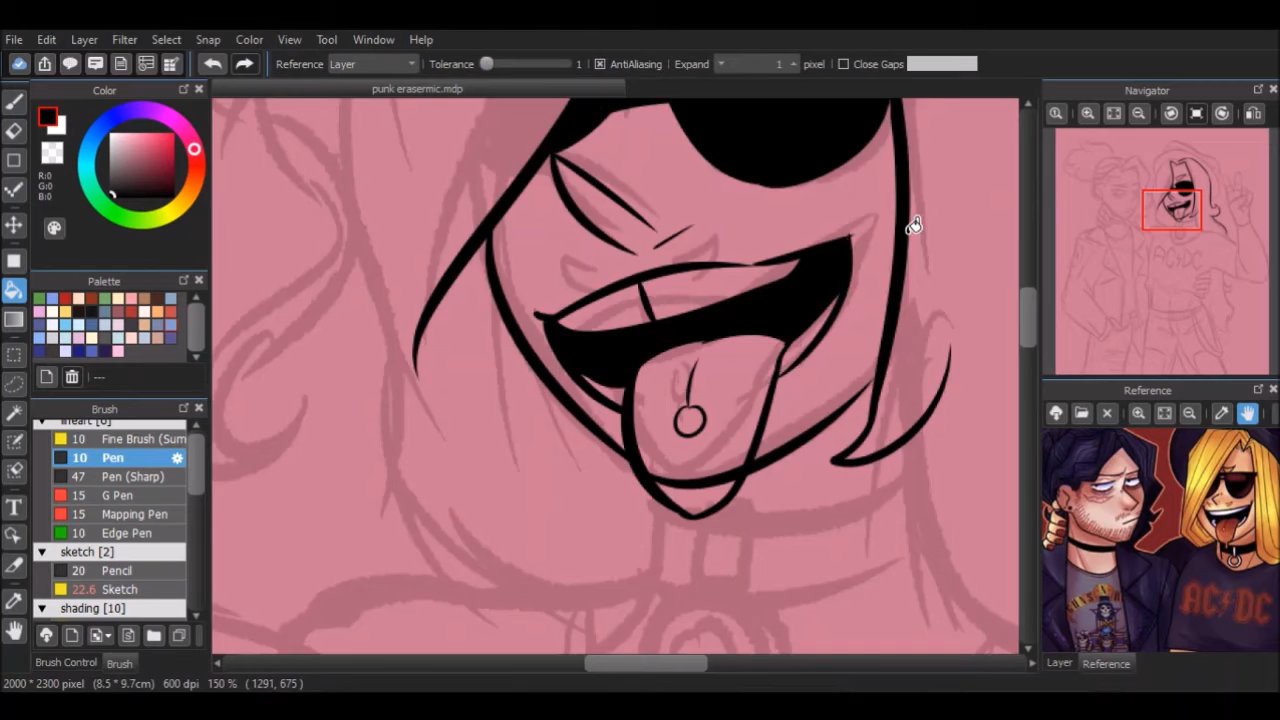 File Edit Layer Filter Select Snap Color View Tool Window Help
Reference Layer Tolerance 1 AntiAliasing Expand 1 pixel Close Gaps
Color
punk erasermic.mdp
Navigator
R:0
G:0
B:0
Palette
---
Brush
10 Fine Brush (Sum
10 Pen
47 Pen (Sharp)
15 G Pen
15 Mapping Pen
10 Edge Pen
sketch [2]
20 Pencil
22.6 Sketch
shading [10]
Brush Control Brush
Reference
AC DC
Layer Reference
2000 * 2300 pixel (8.5 * 9.7cm) 600 dpi 150 % ( 1291, 675 )